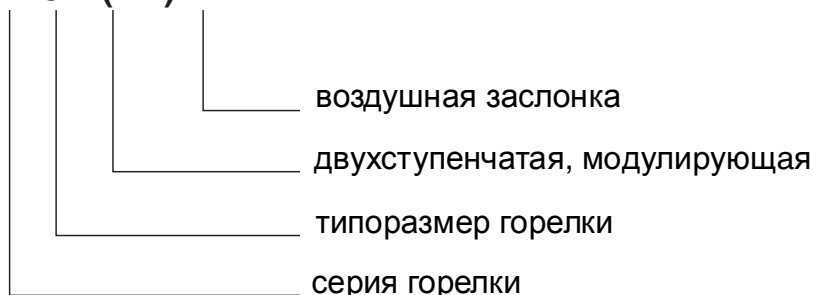 воздушная заслонка
двухступенчатая, модулирующая
типоразмер горелки
серия горелки